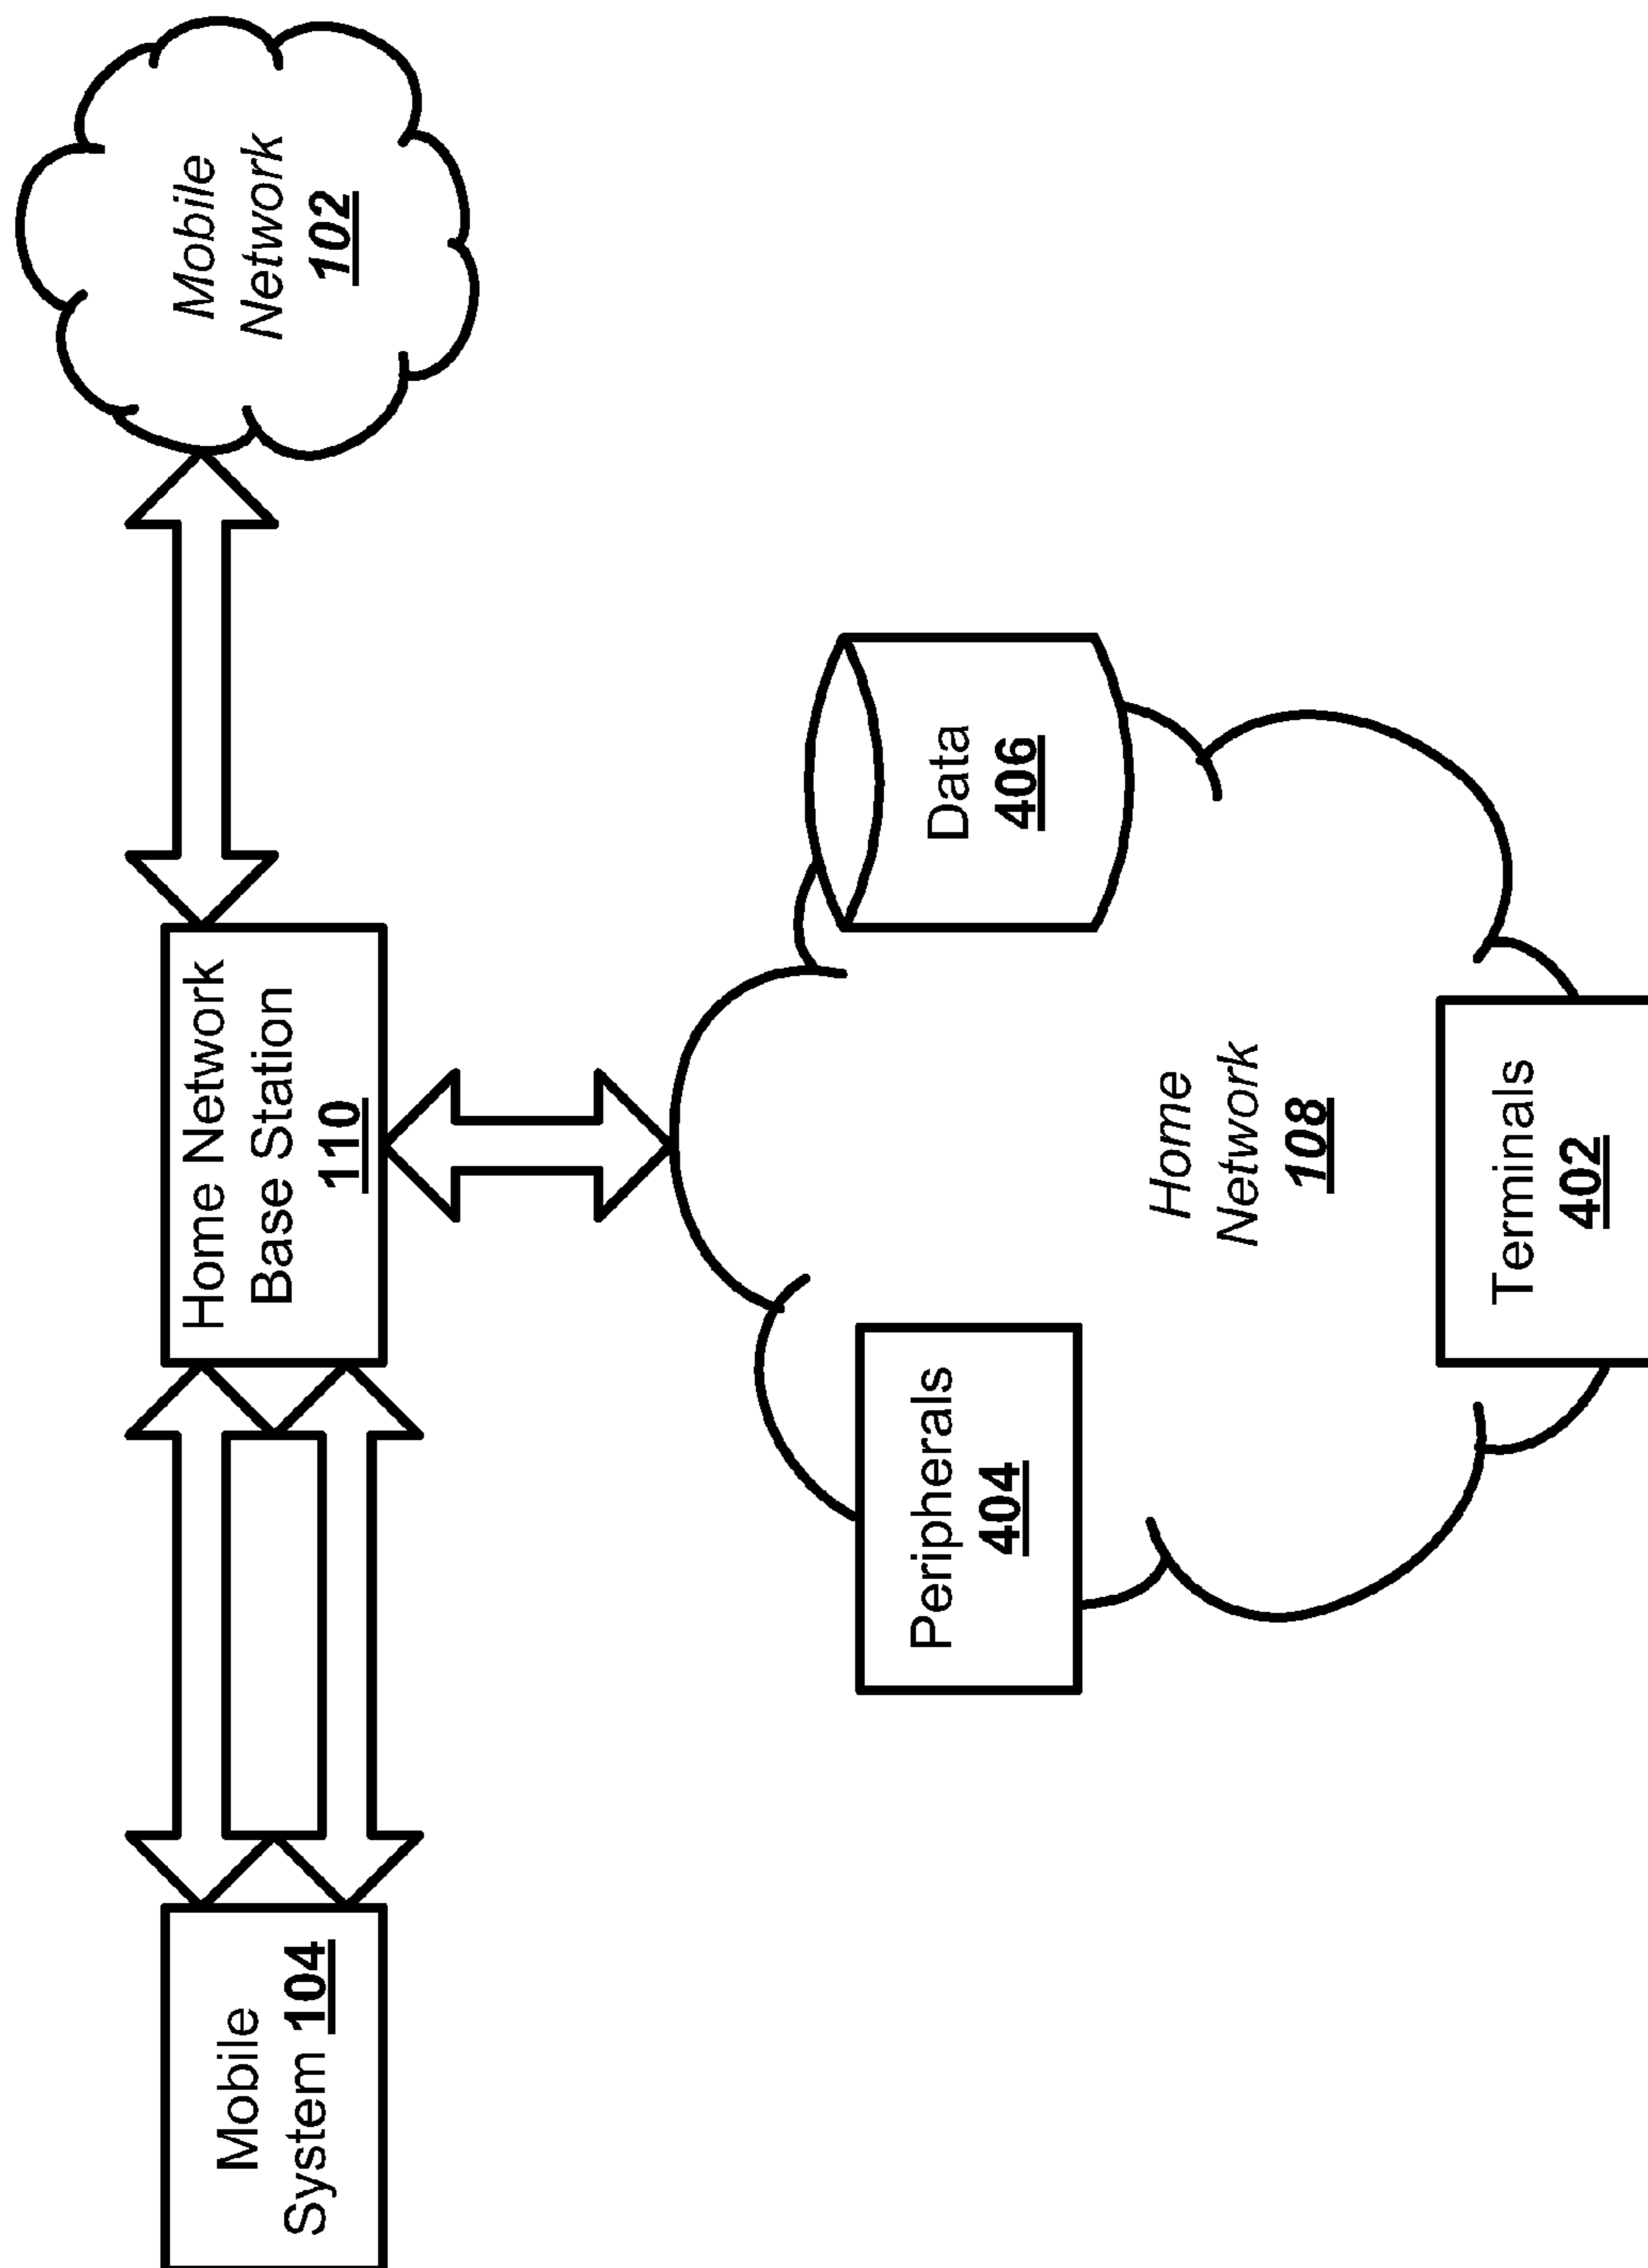 Mobile
System 104
Home Network
Base Station
110
Mobile
Network
102
Peripherals
404
Data
406
Home
Network
108
Terminals
402